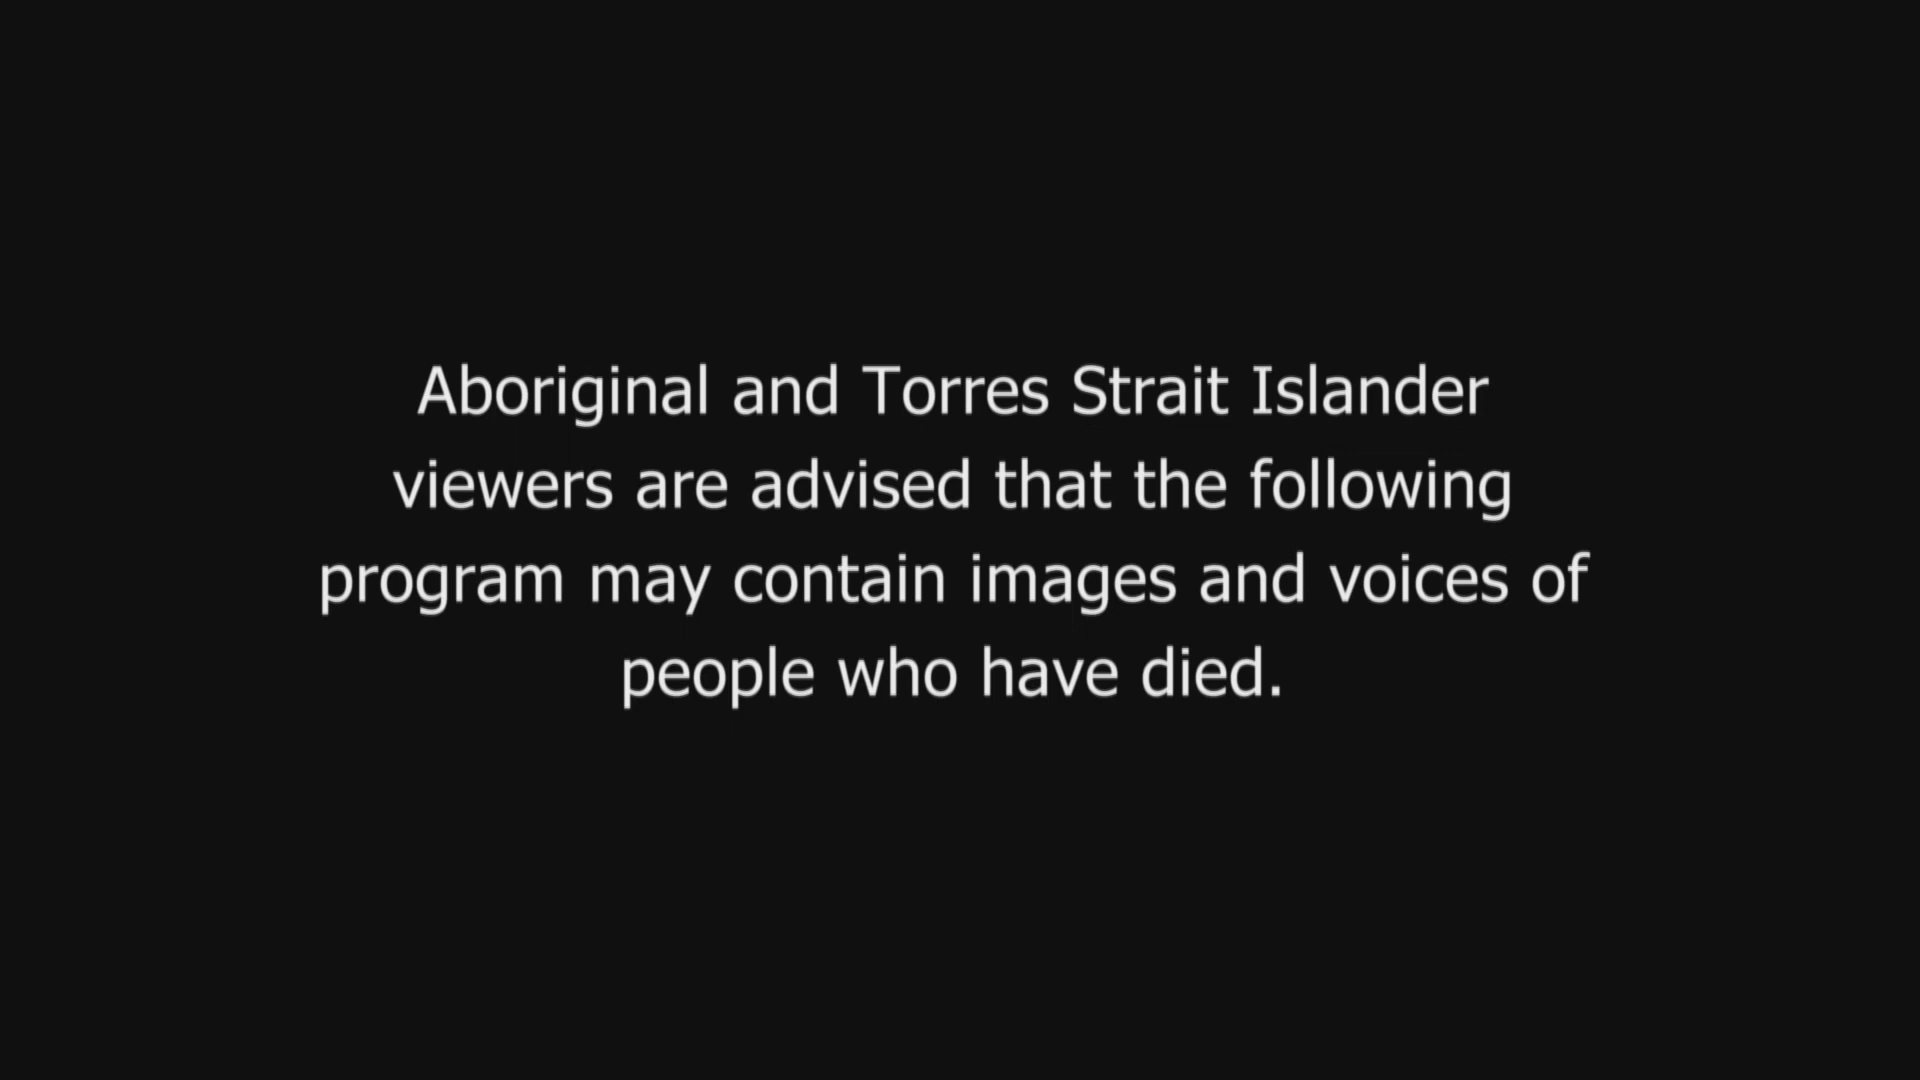 Aboriginal and Torres Strait Islander
viewers are advised that the following
program may contain images and voices of
people who have died.